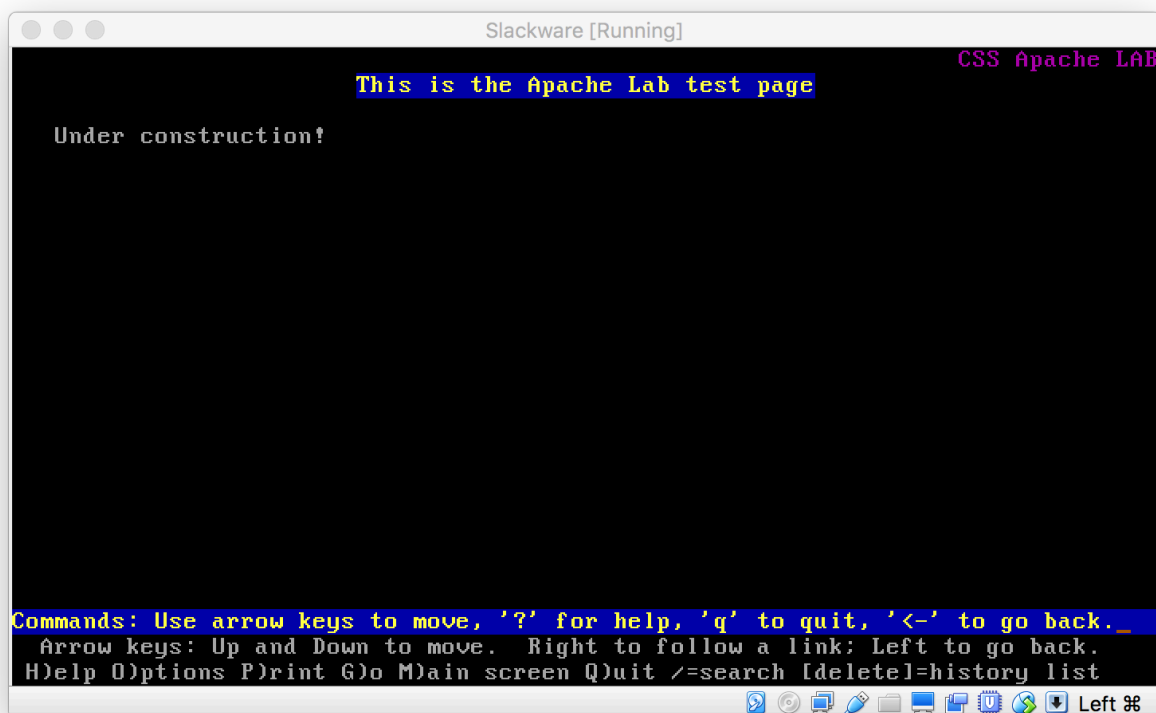 Slackware [Running]
CSS Apache LAB
This is the Apache Lab test page
Under construction!
Commands: Use arrow keys to move, '?' for help, 'q' to quit, '<-' to go back.
Arrow keys: Up and Down to move.  Right to follow a link; Left to go back.
H)elp O)ptions P)rint G)o M)ain screen Q)uit /=search [delete]=history list
Left ⌘